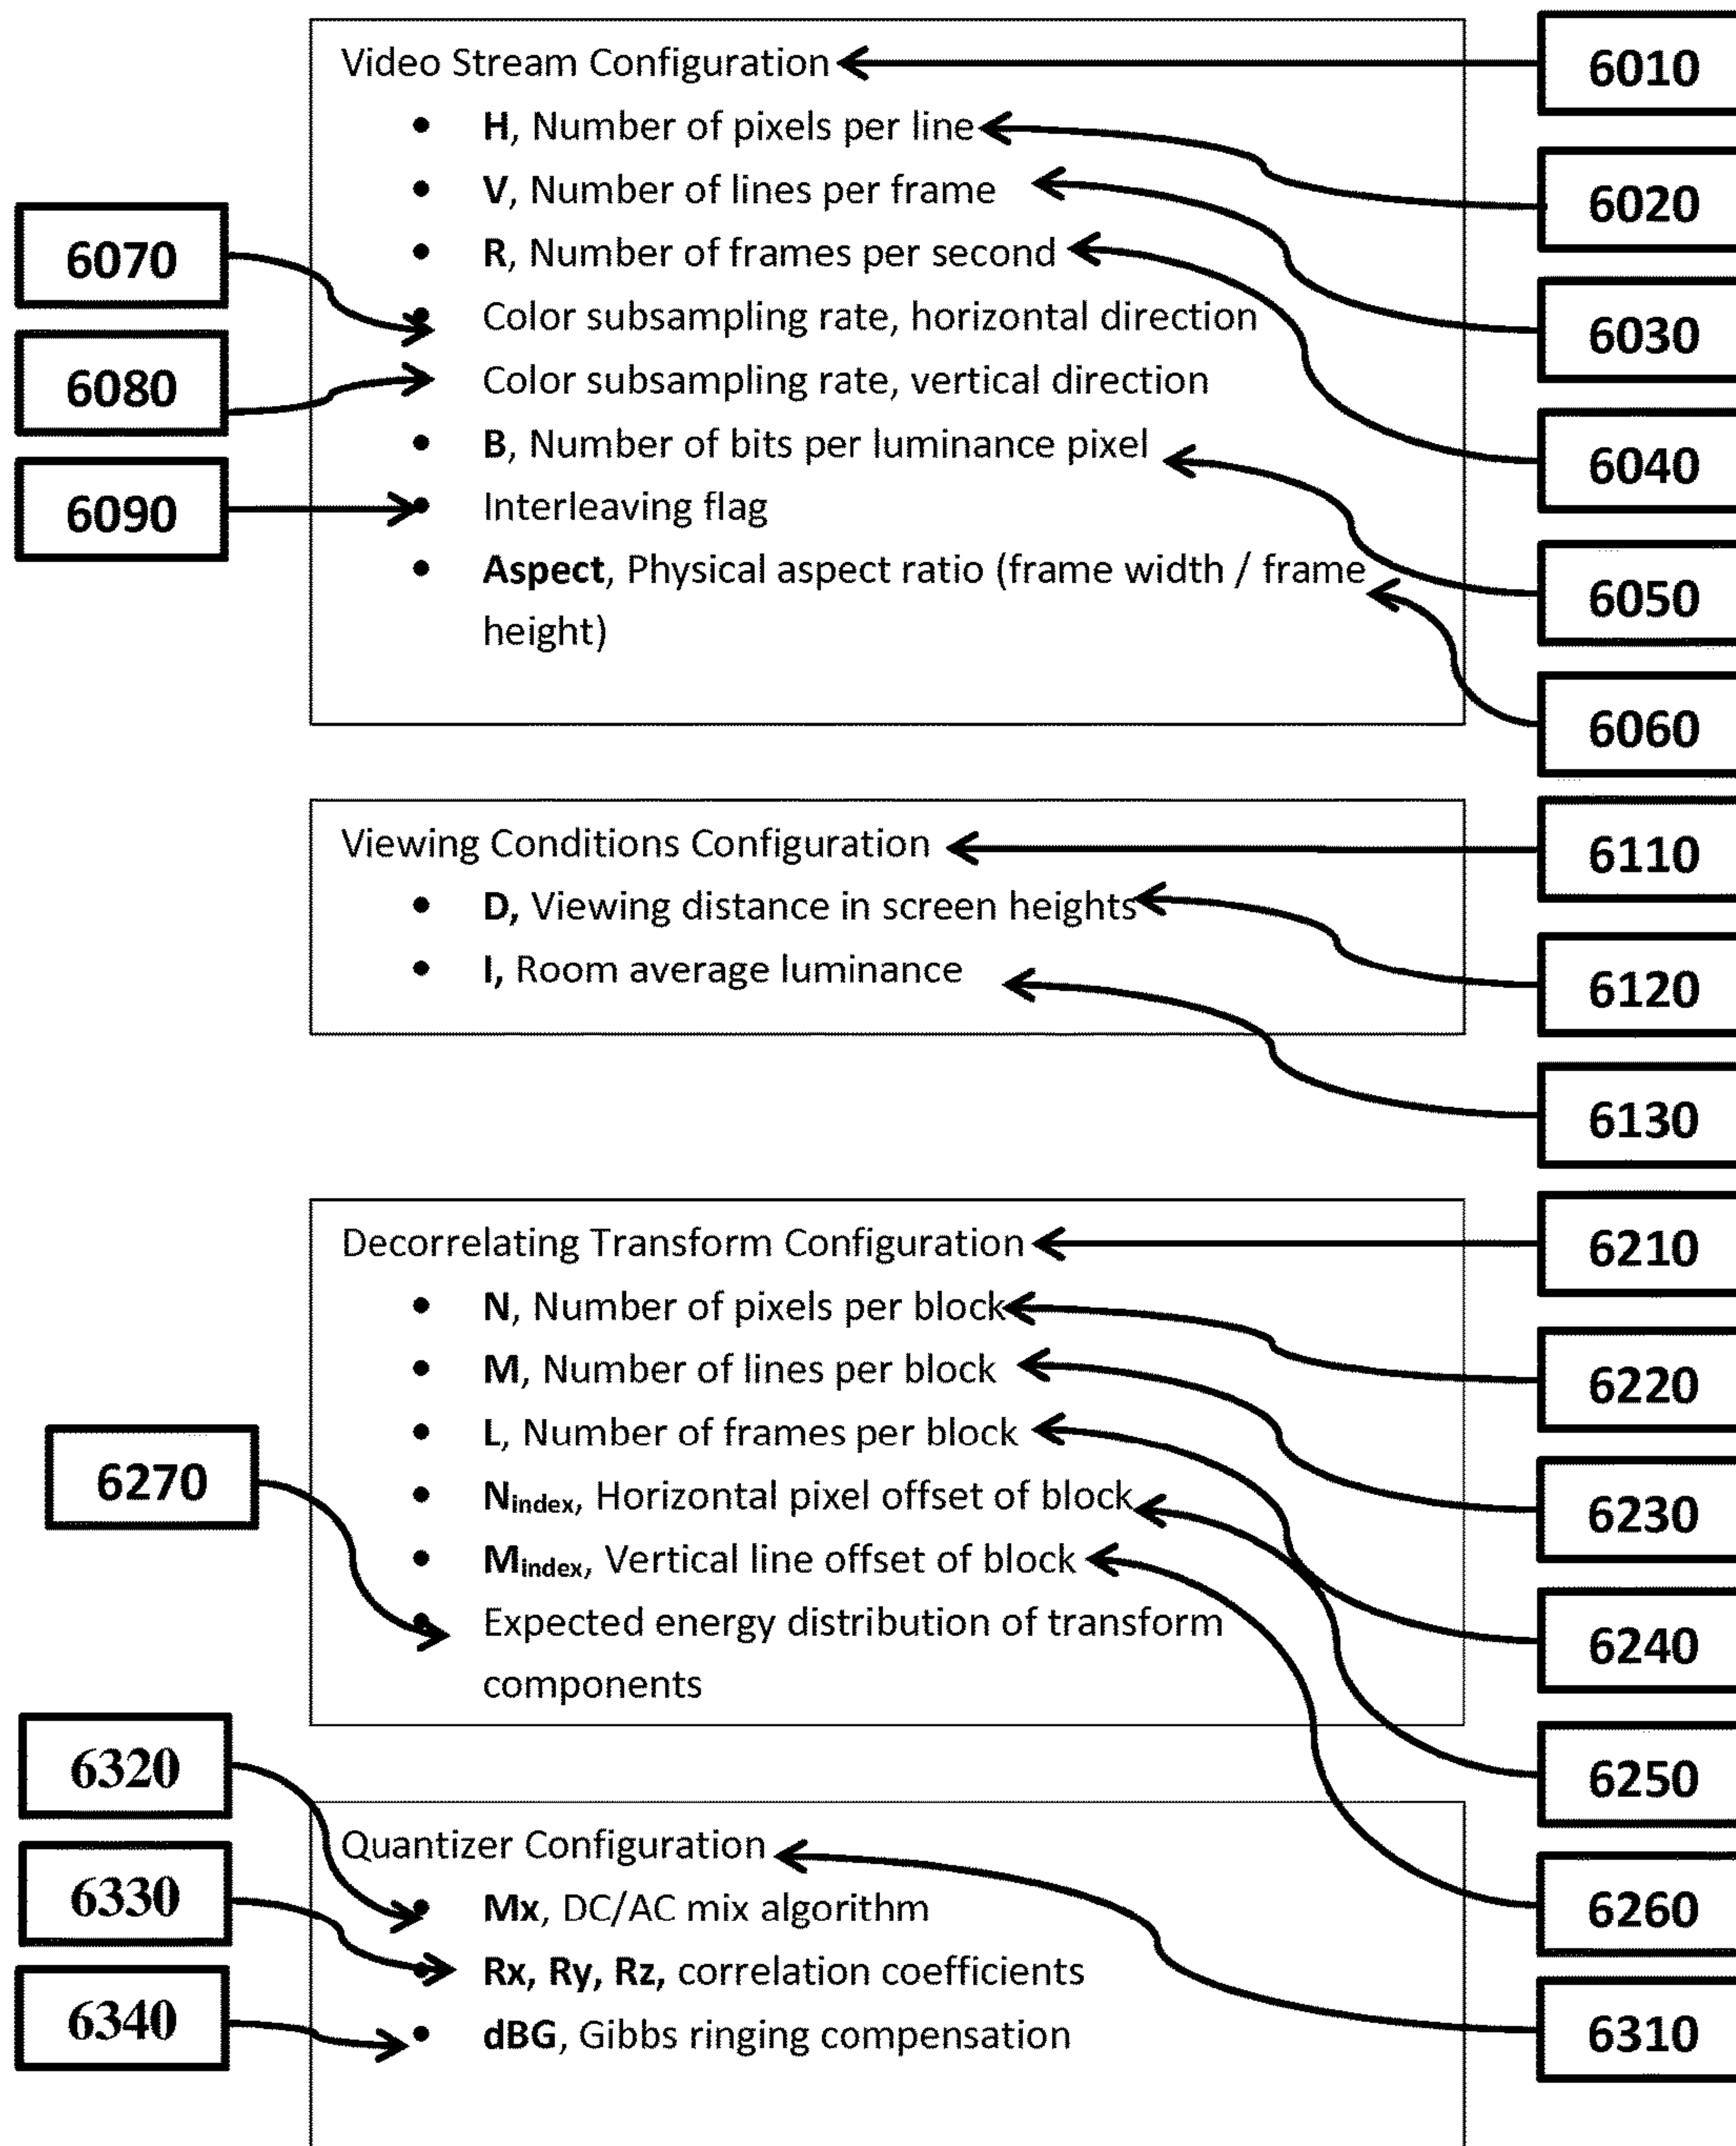 Video Stream Configuration
6010
• H, Number of pixels per line
6020
• V, Number of lines per frame
6030
• R, Number of frames per second
6040
6070
• Color subsampling rate, horizontal direction
6080
• Color subsampling rate, vertical direction
• B, Number of bits per luminance pixel
6050
6090
• Interleaving flag
• Aspect, Physical aspect ratio (frame width / frame
height)
6060
Viewing Conditions Configuration
6110
• D, Viewing distance in screen heights
6120
• I, Room average luminance
6130
Decorrelating Transform Configuration
6210
• N, Number of pixels per block
6220
• M, Number of lines per block
6230
• L, Number of frames per block
6240
• Nindex, Horizontal pixel offset of block
6250
• Mindex, Vertical line offset of block
6260
6270
• Expected energy distribution of transform
components
Quantizer Configuration
6310
6320
• Mx, DC/AC mix algorithm
6330
• Rx, Ry, Rz, correlation coefficients
6340
• dBG, Gibbs ringing compensation